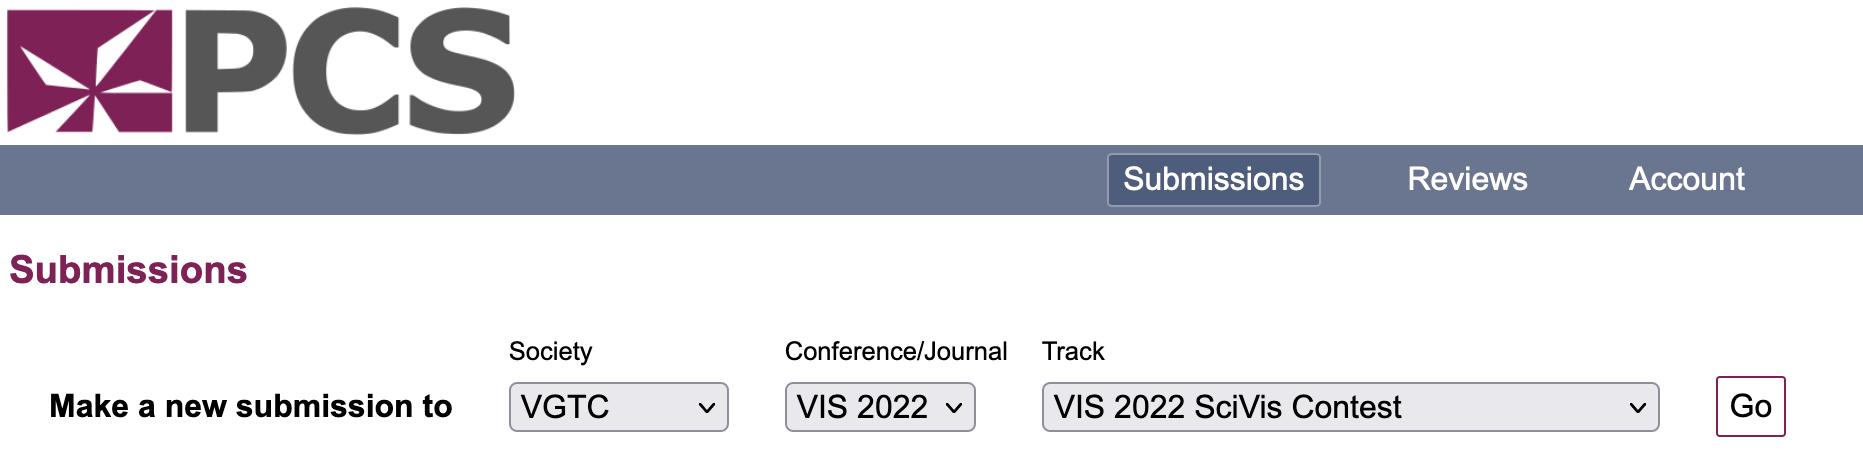 PCS
Submissions Reviews Account
Submissions
Society Conference/Journal Track
Make a new submission to VGTC VIS 2022 VIS 2022 SciVis Contest Go